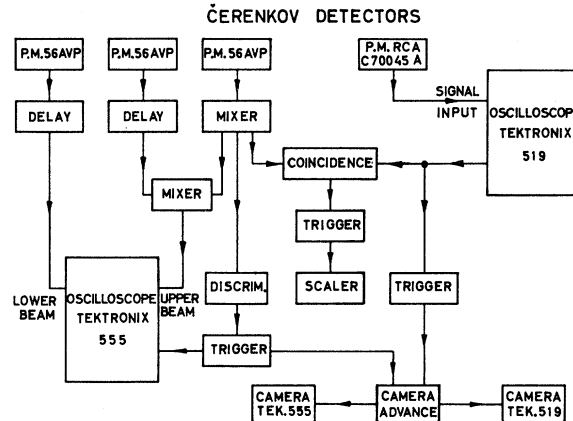 ČERENKOV DETECTORS
P.M.56AVP
P.M.56AVP
P.M.56AVP
P.M. RCA
C70045 A
DELAY
DELAY
MIXER
SIGNAL
INPUT
OSCILLOSCOPE
TEKTRONIX
519
COINCIDENCE
MIXER
TRIGGER
LOWER
BEAM
OSCILLOSCOPE
TEKTRONIX
555
UPPER
BEAM
DISCRIM.
SCALER
TRIGGER
TRIGGER
CAMERA
TEK.555
CAMERA
ADVANCE
CAMERA
TEK.519